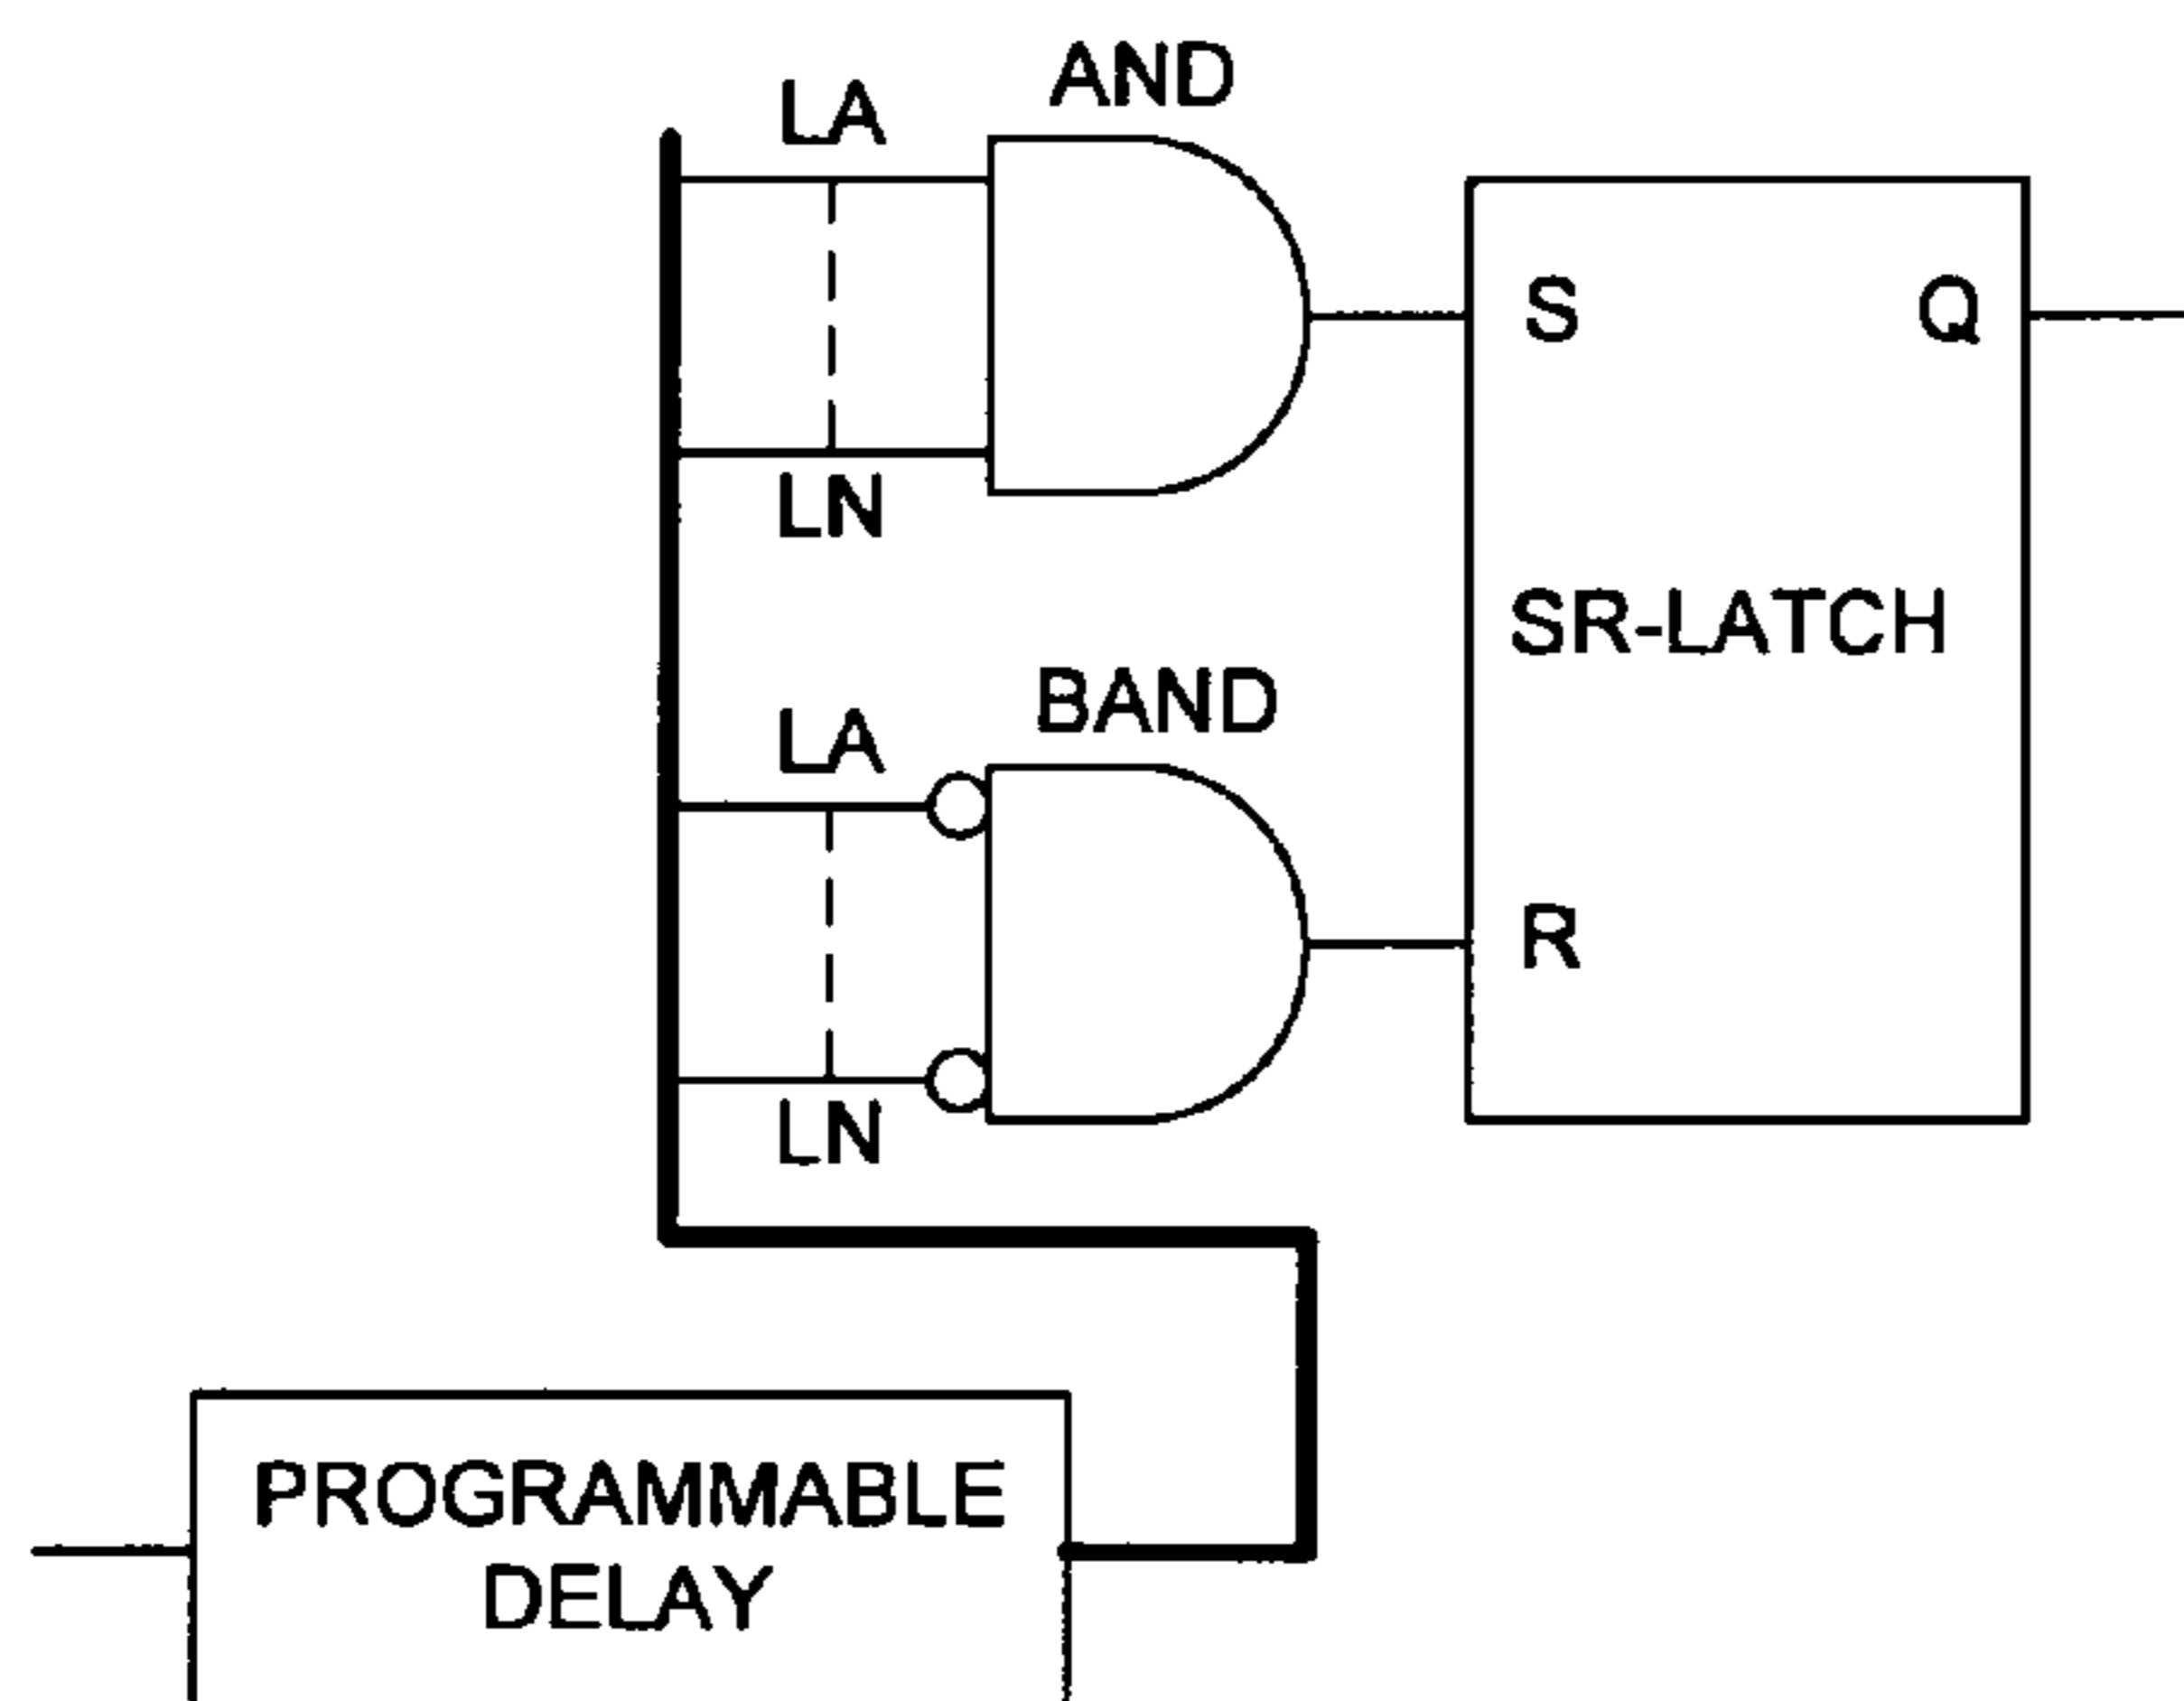 AND
LA
LN
S
Q
SR-LATCH
BAND
LA
LN
R
PROGRAMMABLE
DELAY